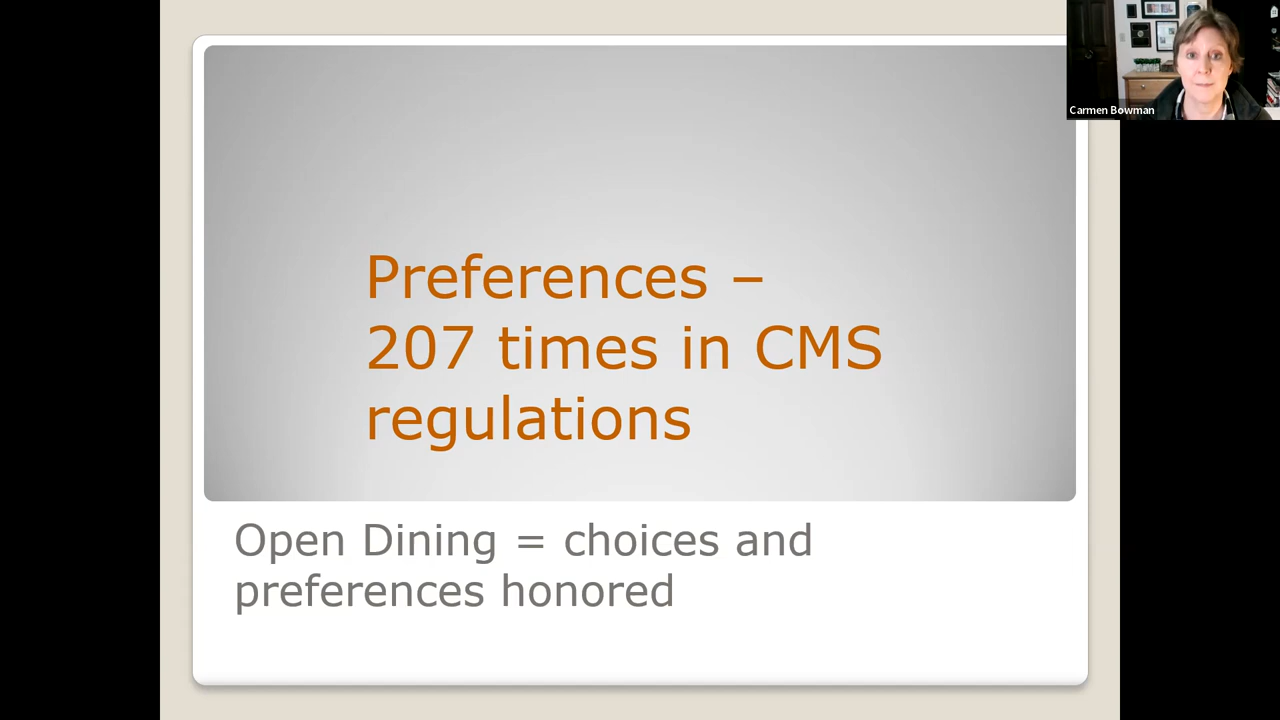 Carmen Bowman
Preferences –
207 times in CMS
regulations
Open Dining = choices and
preferences honored